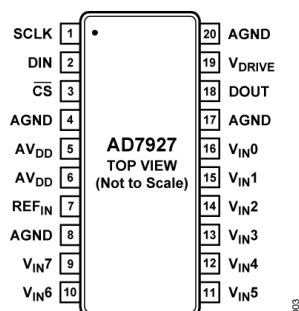 SCLK 1
DIN 2
CS 3
AGND 4
AVDD 5
AVDD 6
REFIN 7
AGND 8
VIN7 9
VIN6 10
AD7927
TOP VIEW
(Not to Scale)
20 AGND
19 VDRIVE
18 DOUT
17 AGND
16 VIN0
15 VIN1
14 VIN2
13 VIN3
12 VIN4
11 VIN5
003